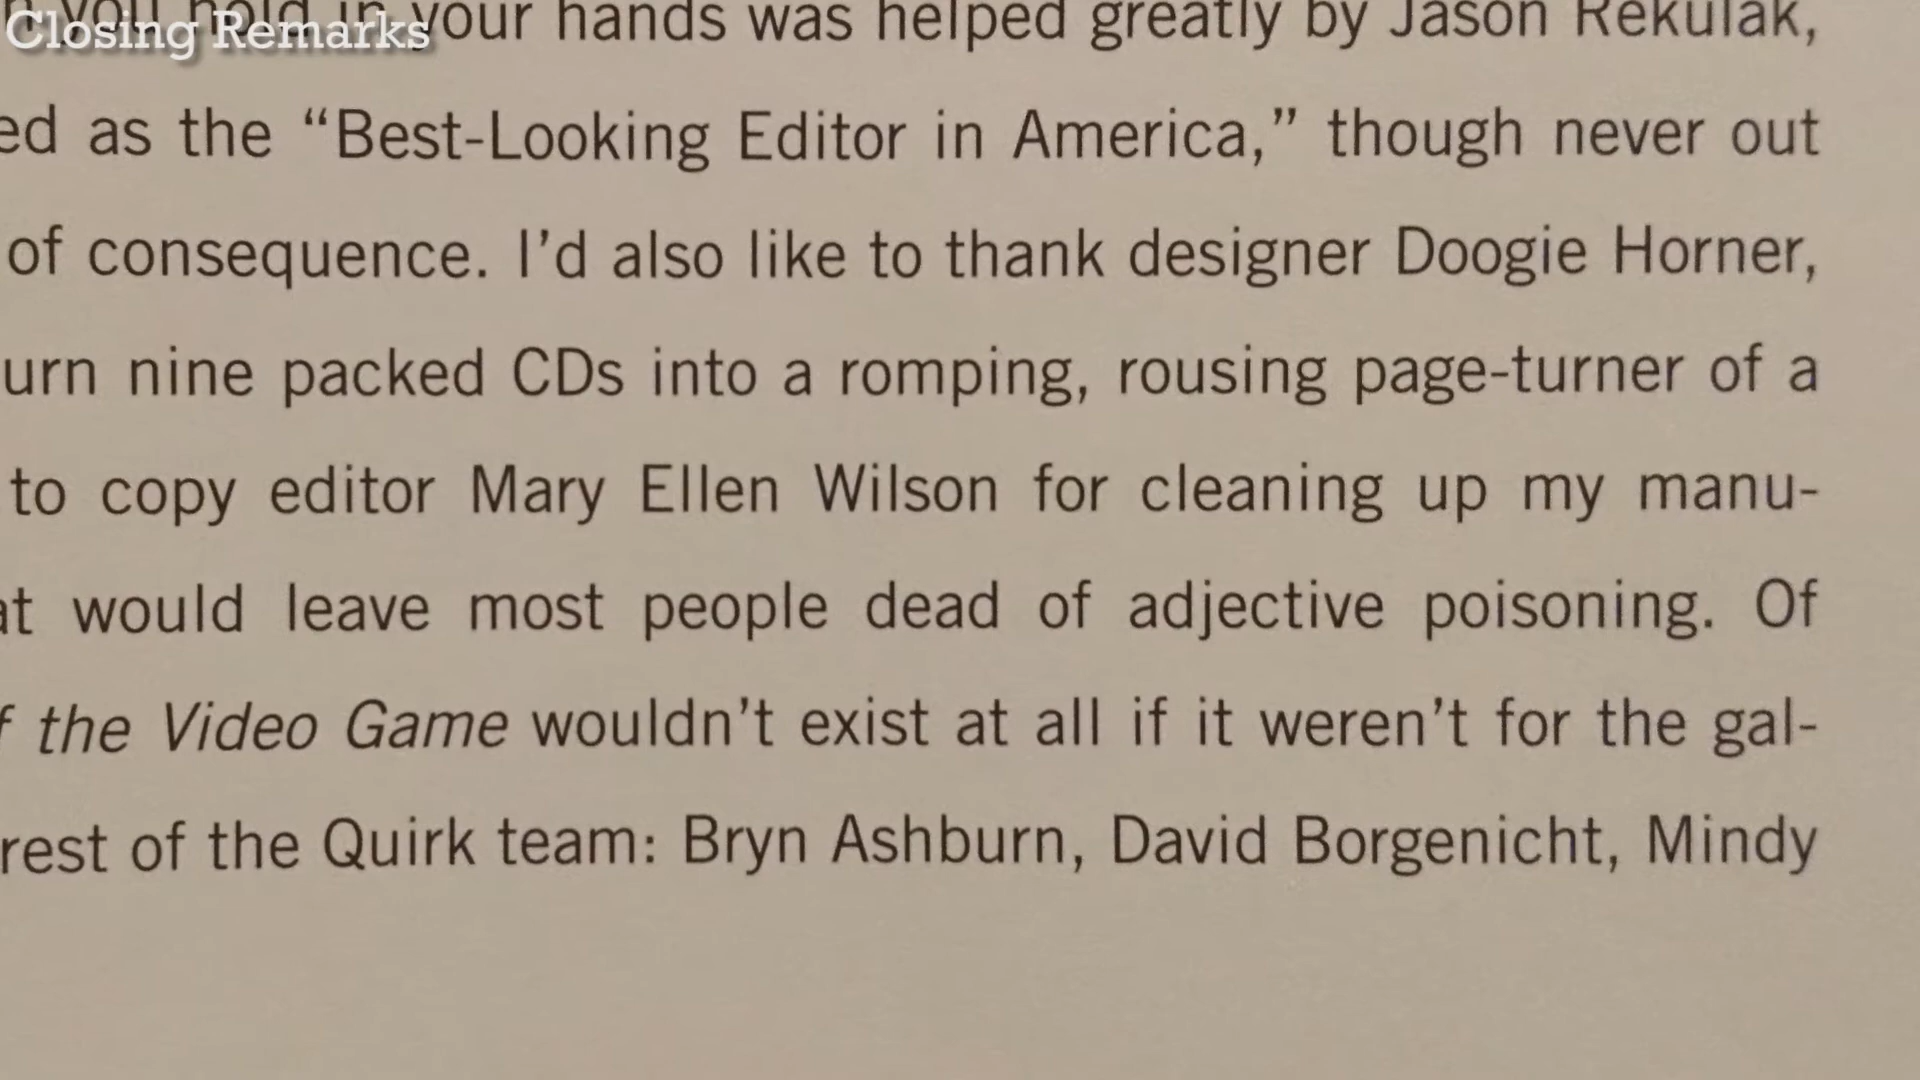 Closing Remarks
you hold in your hands was helped greatly by Jason Rekulak,
ed as the “Best-Looking Editor in America,” though never out
of consequence. I’d also like to thank designer Doogie Horner,
urn nine packed CDs into a romping, rousing page-turner of a
to copy editor Mary Ellen Wilson for cleaning up my manu-
at would leave most people dead of adjective poisoning. Of
f the Video Game wouldn’t exist at all if it weren’t for the gal-
rest of the Quirk team: Bryn Ashburn, David Borgenicht, Mindy